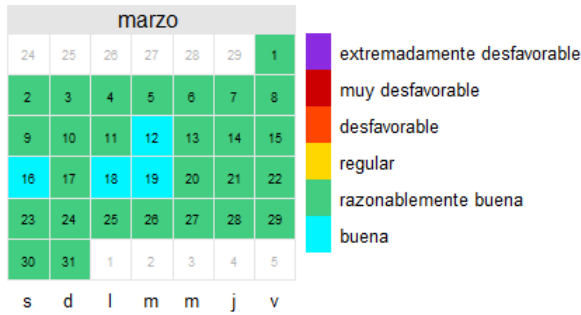 marzo
24 25 26 27 28 29 1
2 3 4 5 6 7 8
9 10 11 12 13 14 15
16 17 18 19 20 21 22
23 24 25 26 27 28 29
30 31 1 2 3 4 5
s d l m m j v
extremadamente desfavorable
muy desfavorable
desfavorable
regular
razonablemente buena
buena